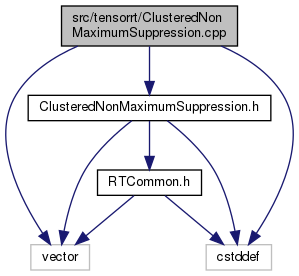 src/tensorrt/ClusteredNon
MaximumSuppression.cpp
ClusteredNonMaximumSuppression.h
RTCommon.h
vector
cstddef